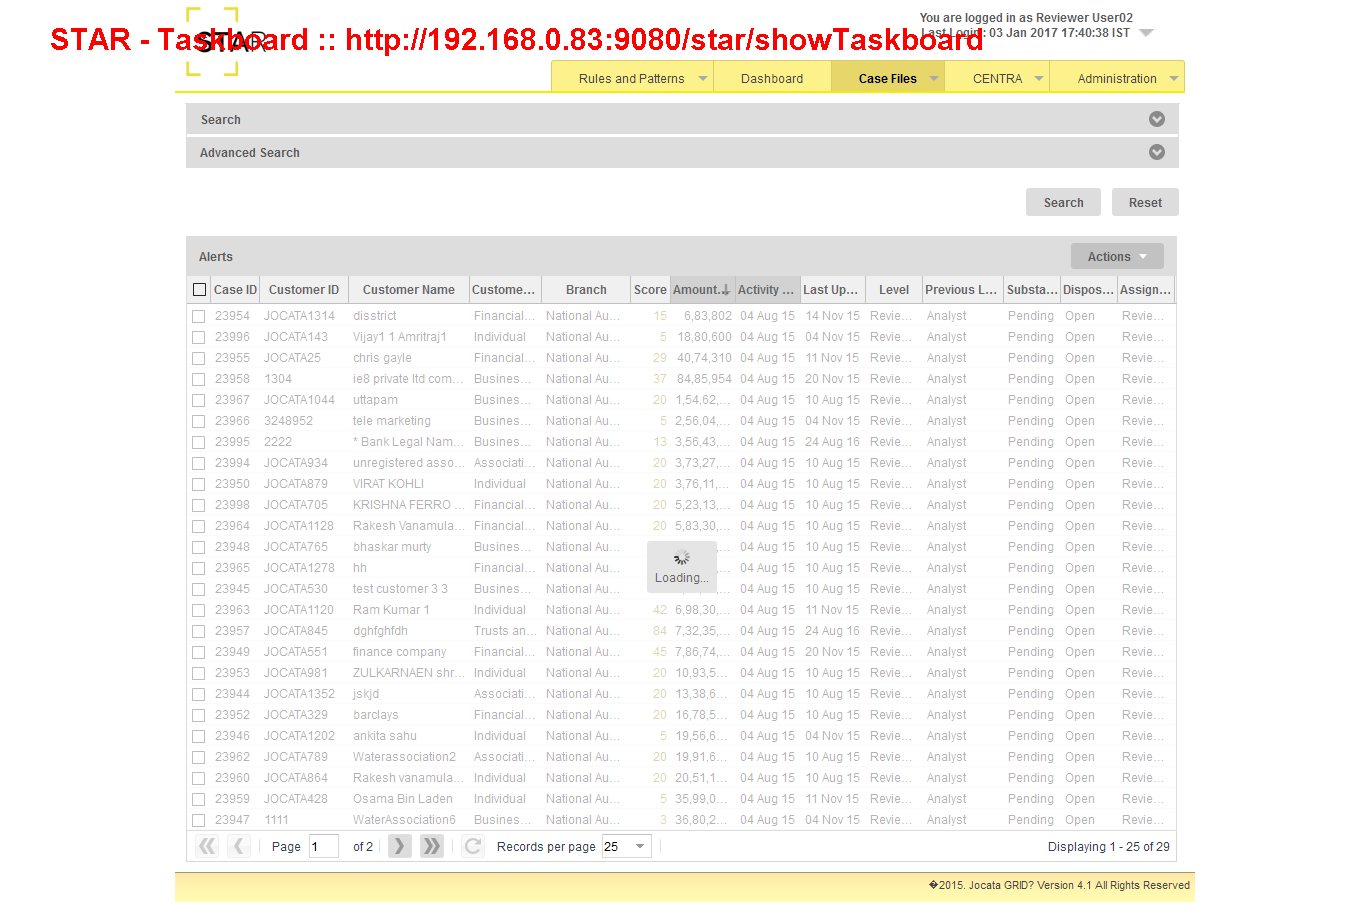 You are logged in as Reviewer User02
STAR - Taskboard :: http://192.168.0.83:9080/star/showTaskboard
STAR
Last Login : 03 Jan 2017 17:40:38 IST
Rules and Patterns Dashboard Case Files CENTRA Administration
Search
Advanced Search
Search Reset
Alerts Actions
Case ID Customer ID Customer Name Custome... Branch Score Amount... Activity ... Last Up... Level Previous L... Substa... Dispos... Assign...
23954 JOCATA1314 disstrict Financial... National Au... 15 6,83,802 04 Aug 15 14 Nov 15 Revie... Analyst Pending Open Revie...
23996 JOCATA143 Vijay1 1 Amritraj1 Individual National Au... 5 18,80,600 04 Aug 15 04 Nov 15 Revie... Analyst Pending Open Revie...
23955 JOCATA25 chris gayle Financial... National Au... 29 40,74,310 04 Aug 15 11 Nov 15 Revie... Analyst Pending Open Revie...
23958 1304 ie8 private ltd com... Busines... National Au... 37 84,85,954 04 Aug 15 20 Nov 15 Revie... Analyst Pending Open Revie...
23967 JOCATA1044 uttapam Busines... National Au... 20 1,54,62,... 04 Aug 15 10 Aug 15 Revie... Analyst Pending Open Revie...
23966 3248952 tele marketing Busines... National Au... 5 2,56,04,... 04 Aug 15 04 Nov 15 Revie... Analyst Pending Open Revie...
23995 2222 * Bank Legal Nam... Busines... National Au... 13 3,56,43,... 04 Aug 15 24 Aug 16 Revie... Analyst Pending Open Revie...
23994 JOCATA934 unregistered asso... Associati... National Au... 20 3,73,27,... 04 Aug 15 10 Aug 15 Revie... Analyst Pending Open Revie...
23950 JOCATA879 VIRAT KOHLI Individual National Au... 20 3,76,11,... 04 Aug 15 10 Aug 15 Revie... Analyst Pending Open Revie...
23998 JOCATA705 KRISHNA FERRO ... Financial... National Au... 20 5,23,13,... 04 Aug 15 10 Aug 15 Revie... Analyst Pending Open Revie...
23964 JOCATA1128 Rakesh Vanamula... Financial... National Au... 20 5,83,30,... 04 Aug 15 10 Aug 15 Revie... Analyst Pending Open Revie...
23948 JOCATA765 bhaskar murty Busines... National Au... 04 Aug 15 10 Aug 15 Revie... Analyst Pending Open Revie...
23965 JOCATA1278 hh Financial... National Au... 04 Aug 15 10 Aug 15 Revie... Analyst Pending Open Revie...
Loading...
23945 JOCATA530 test customer 3 3 Busines... National Au... 04 Aug 15 10 Aug 15 Revie... Analyst Pending Open Revie...
23963 JOCATA1120 Ram Kumar 1 Individual National Au... 42 6,98,30,... 04 Aug 15 11 Nov 15 Revie... Analyst Pending Open Revie...
23957 JOCATA845 dghfghfdh Trusts an... National Au... 84 7,32,35,... 04 Aug 15 24 Aug 16 Revie... Analyst Pending Open Revie...
23949 JOCATA551 finance company Financial... National Au... 45 7,86,74,... 04 Aug 15 20 Nov 15 Revie... Analyst Pending Open Revie...
23953 JOCATA981 ZULKARNAEN shr... Individual National Au... 20 10,93,5... 04 Aug 15 10 Aug 15 Revie... Analyst Pending Open Revie...
23944 JOCATA1352 jskjd Associati... National Au... 20 13,38,6... 04 Aug 15 10 Aug 15 Revie... Analyst Pending Open Revie...
23952 JOCATA329 barclays Financial... National Au... 20 16,78,5... 04 Aug 15 10 Aug 15 Revie... Analyst Pending Open Revie...
23946 JOCATA1202 ankita sahu Individual National Au... 5 19,56,6... 04 Aug 15 04 Nov 15 Revie... Analyst Pending Open Revie...
23962 JOCATA789 Waterassociation2 Associati... National Au... 20 19,91,6... 04 Aug 15 10 Aug 15 Revie... Analyst Pending Open Revie...
23960 JOCATA864 Rakesh vanamula... Individual National Au... 20 20,51,1... 04 Aug 15 10 Aug 15 Revie... Analyst Pending Open Revie...
23959 JOCATA428 Osama Bin Laden Individual National Au... 5 35,99,0... 04 Aug 15 11 Nov 15 Revie... Analyst Pending Open Revie...
23947 1111 WaterAssociation6 Busines... National Au... 3 36,80,2... 04 Aug 15 04 Nov 15 Revie... Analyst Pending Open Revie...
Page 1 of 2 Records per page 25 Displaying 1 - 25 of 29
�2015. Jocata GRID? Version 4.1 All Rights Reserved